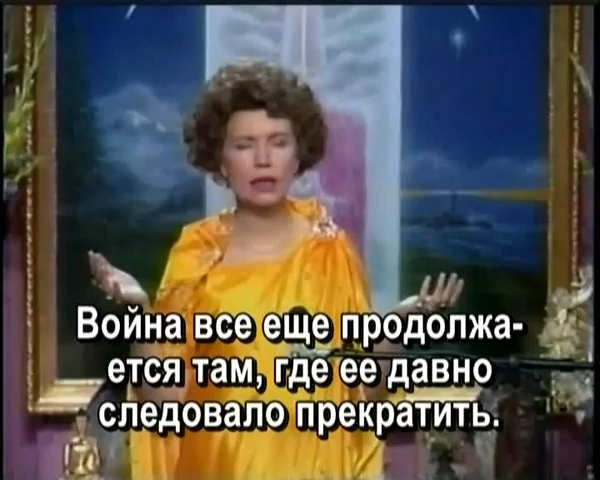 Война все еще продолжа-
ется там, где ее давно
следовало прекратить.